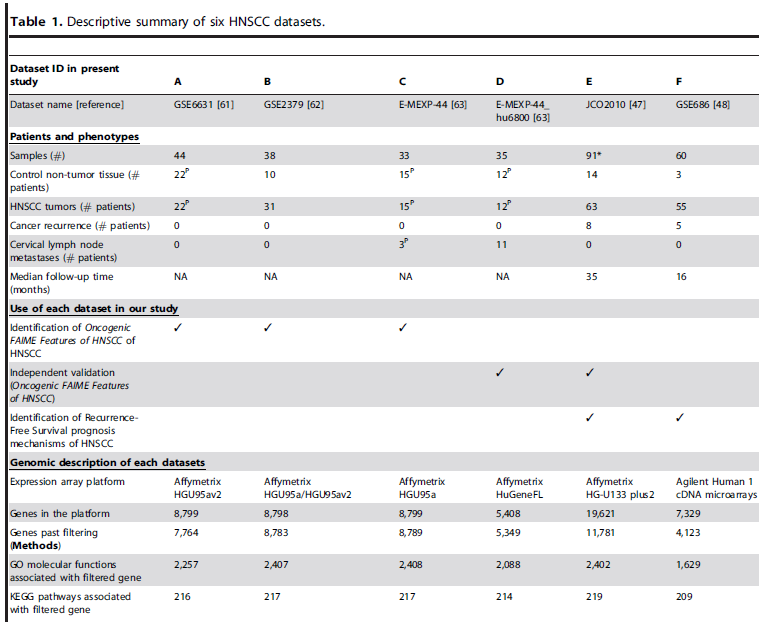 Table 1. Descriptive summary of six HNSCC datasets.
Dataset ID in present study A B C D E F
Dataset name [reference] GSE6631 [61] GSE2379 [62] E-MEXP-44 [63] E-MEXP-44_hu6800 [63] JCO2010 [47] GSE686 [48]
Patients and phenotypes
Samples (#) 44 38 33 35 91* 60
Control non-tumor tissue (# patients) 22P 10 15P 12P 14 3
HNSCC tumors (# patients) 22P 31 15P 12P 63 55
Cancer recurrence (# patients) 0 0 0 0 8 5
Cervical lymph node metastases (# patients) 0 0 3P 11 0 0
Median follow-up time (months) NA NA NA NA 35 16
Use of each dataset in our study
Identification of Oncogenic FAIME Features of HNSCC of HNSCC ✓ ✓ ✓
Independent validation (Oncogenic FAIME Features of HNSCC) ✓ ✓
Identification of Recurrence-Free Survival prognosis mechanisms of HNSCC ✓ ✓
Genomic description of each datasets
Expression array platform Affymetrix HGU95av2 Affymetrix HGU95a/HGU95av2 Affymetrix HGU95a Affymetrix HuGeneFL Affymetrix HG-U133 plus2 Agilent Human 1 cDNA microarrays
Genes in the platform 8,799 8,798 8,799 5,408 19,621 7,329
Genes past filtering (Methods) 7,764 8,783 8,789 5,349 11,781 4,123
GO molecular functions associated with filtered gene 2,257 2,407 2,408 2,088 2,402 1,629
KEGG pathways associated with filtered gene 216 217 217 214 219 209